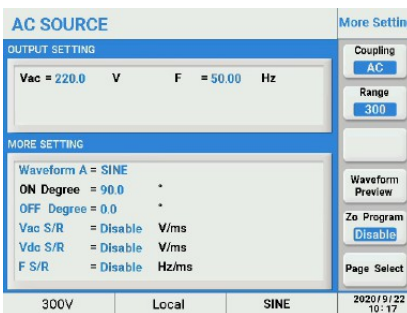 AC SOURCE
OUTPUT SETTING
Vac = 220.0 V F = 50.00 Hz
MORE SETTING
Waveform A = SINE
ON Degree = 90.0 °
OFF Degree = 0.0 °
Vac S/R = Disable V/ms
Vdc S/R = Disable V/ms
F S/R = Disable Hz/ms
300V Local SINE
More Settin
Coupling
AC
Range
300
Waveform
Preview
Zo Program
Disable
Page Select
2020/9/22
10:17